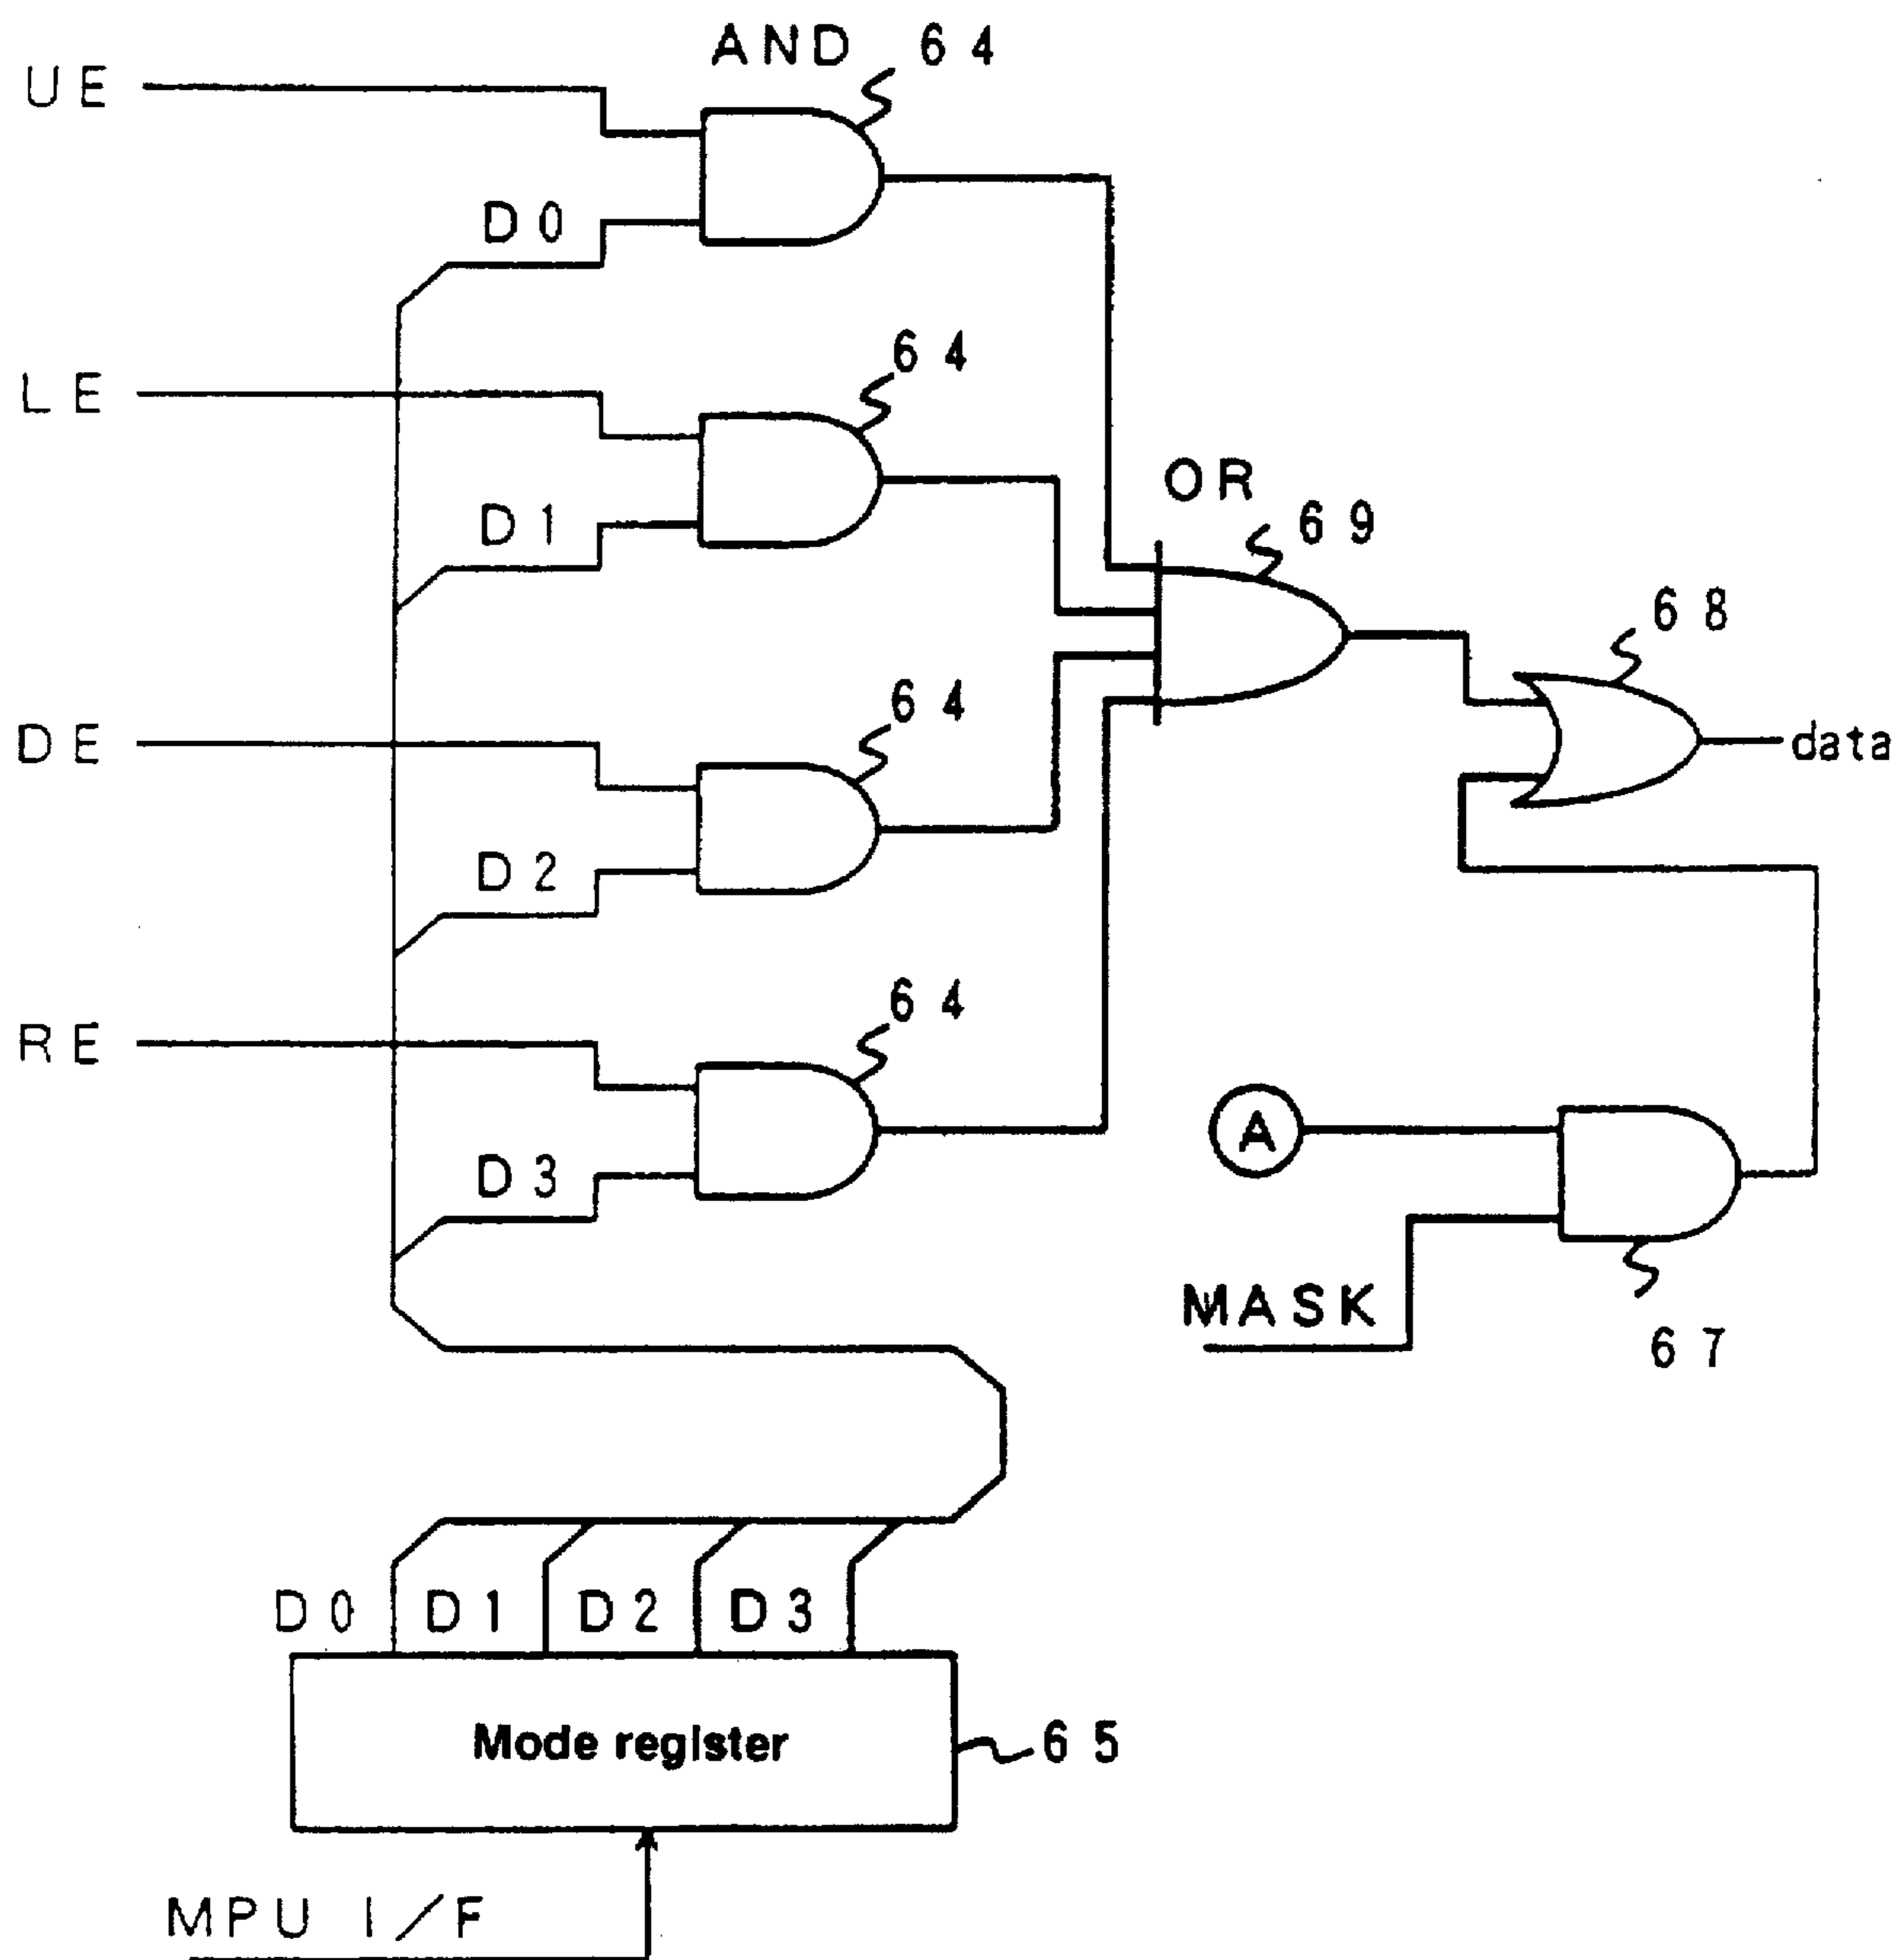 AND 64
UE
D0
64
LE
OR
69
D1
68
64
DE
data
D2
64
RE
A
D3
MASK
67
D0 D1 D2 D3
Mode register
65
MPU I/F